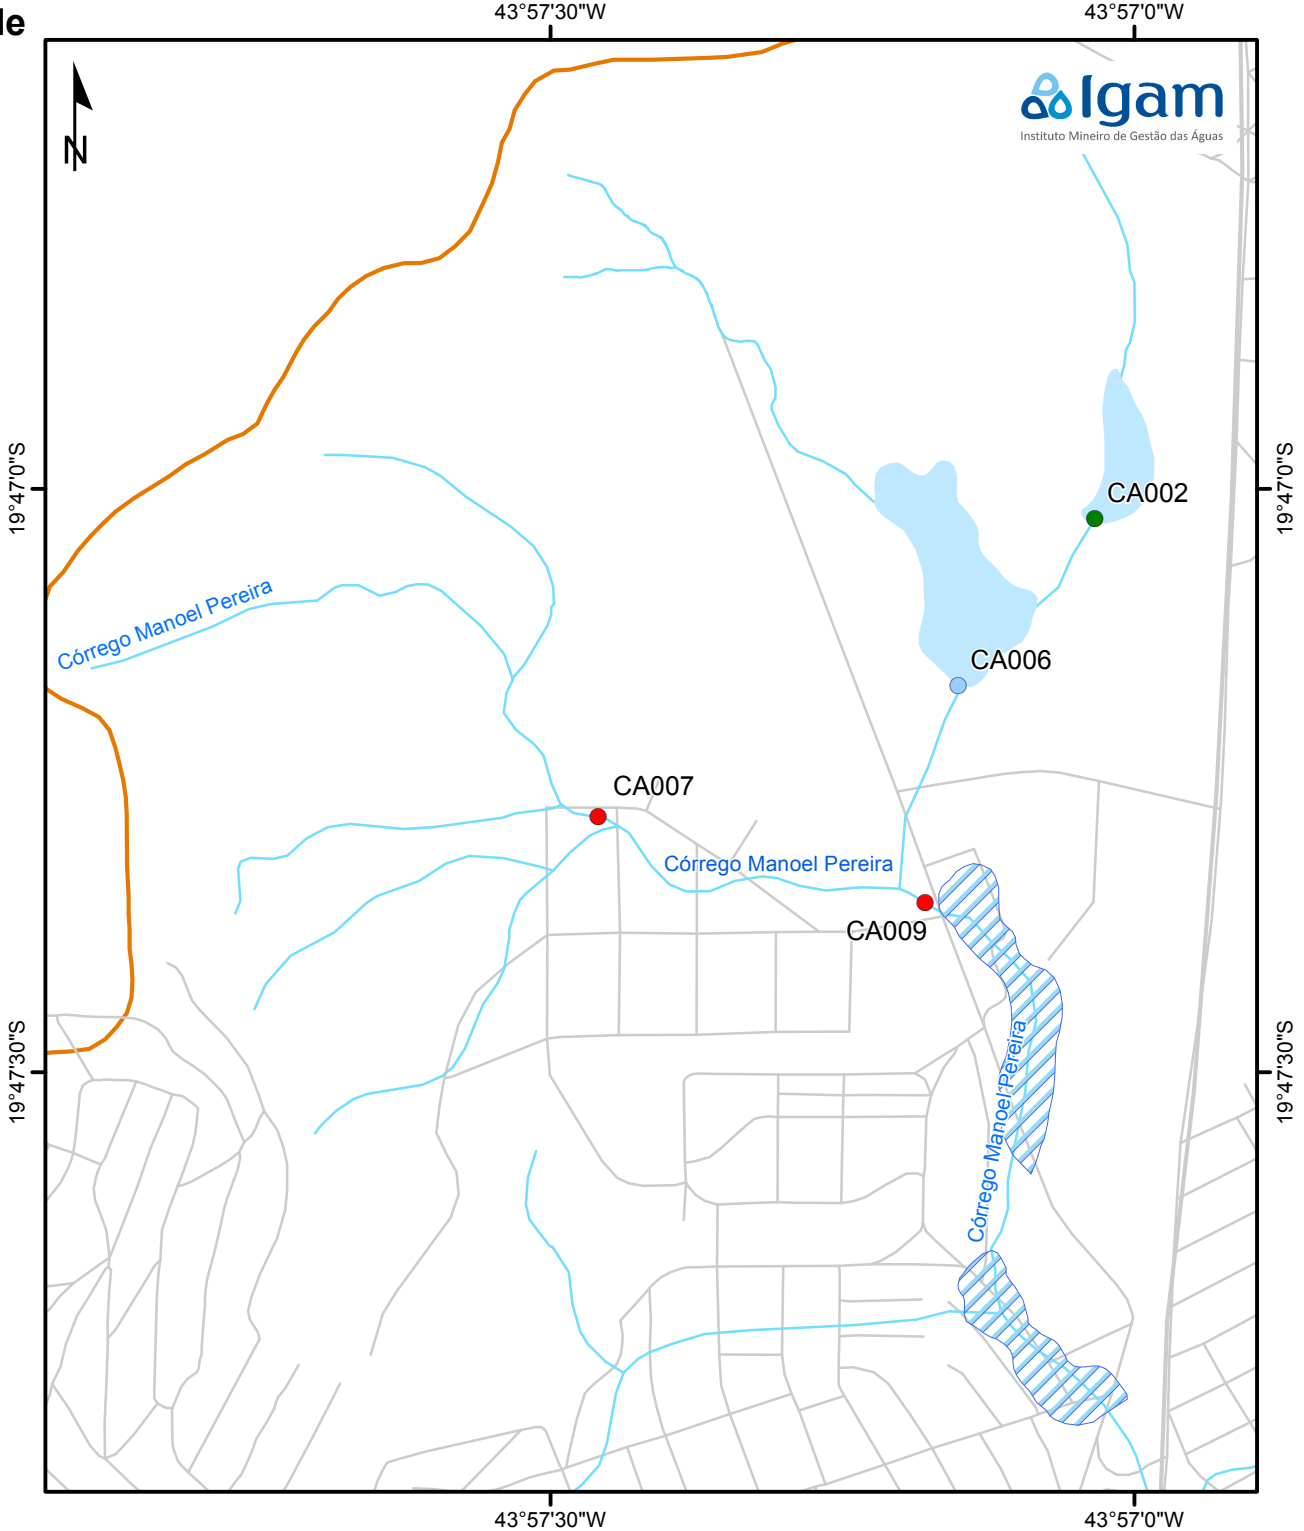 de
43°57'30"W
43°57'0"W
N
Igam
Instituto Mineiro de Gestão das Águas
19°47'0"S
19°47'0"S
CA002
Córrego Manoel Pereira
CA006
CA007
Córrego Manoel Pereira
CA009
19°47'30"S
19°47'30"S
Córrego Manoel Pereira
43°57'30"W
43°57'0"W